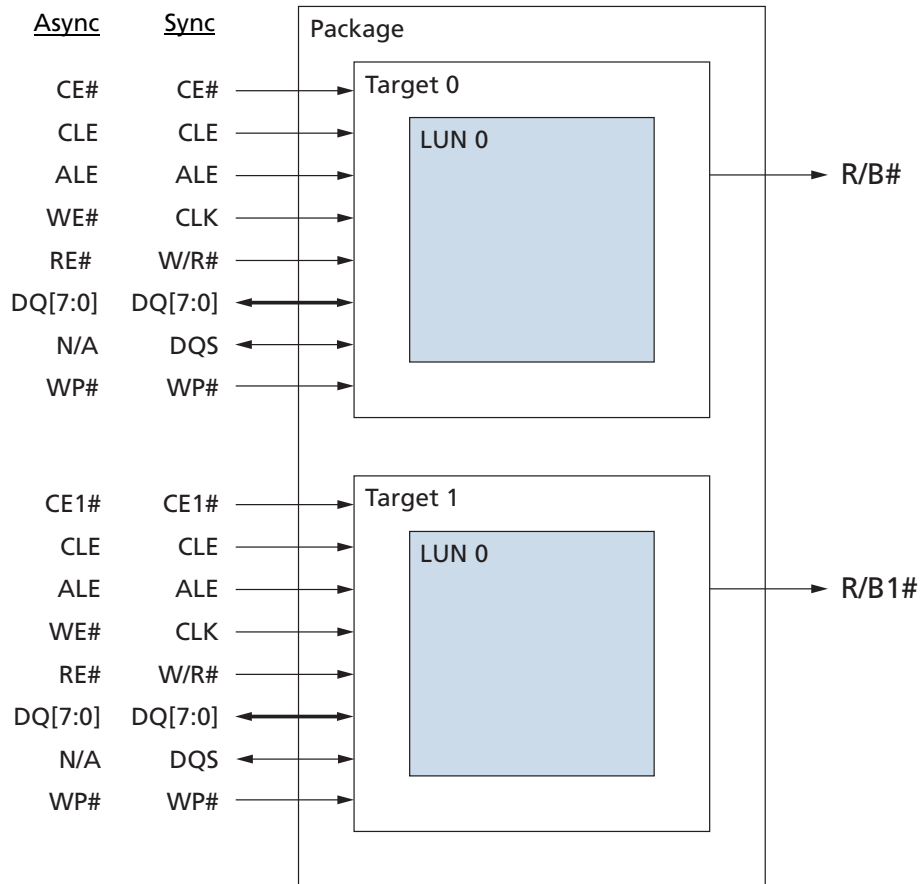 Async Sync Package
Target 0
CE# CE#
CLE CLE LUN 0
ALE ALE R/B#
WE# CLK
RE# W/R#
DQ[7:0] DQ[7:0]
N/A DQS
WP# WP#
Target 1
CE1# CE1#
CLE CLE LUN 0
ALE ALE R/B1#
WE# CLK
RE# W/R#
DQ[7:0] DQ[7:0]
N/A DQS
WP# WP#